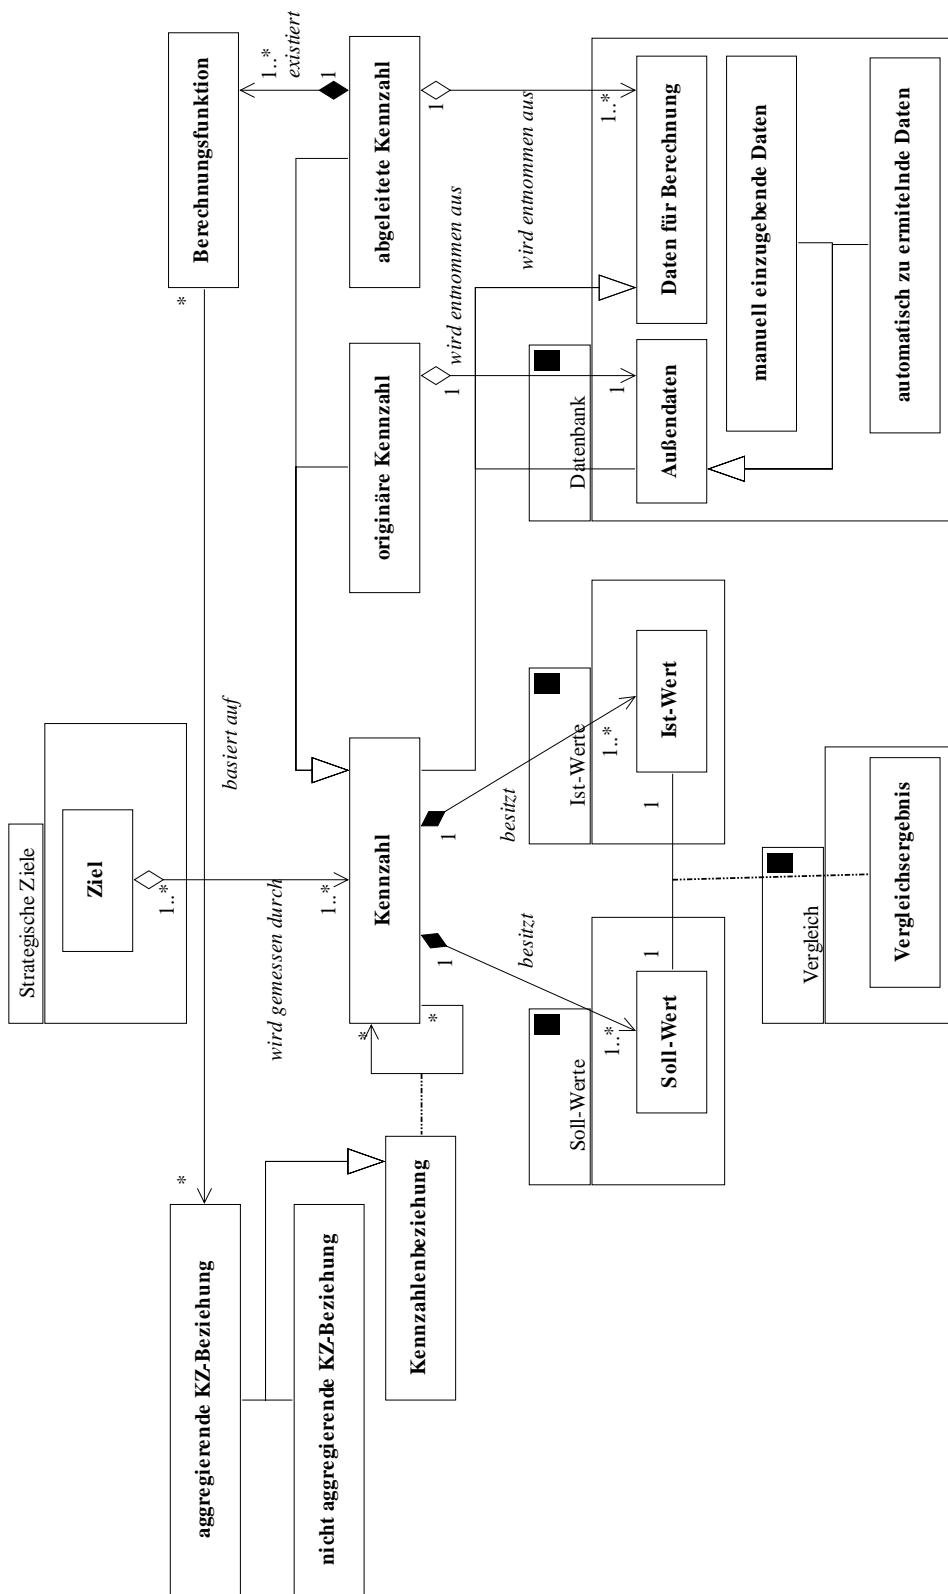 Strategische Ziele
Ziel
1..*
wird gemessen durch
1..*
basiert auf
*
*
aggregierende KZ-Beziehung
nicht aggregierende KZ-Beziehung
Kennzahlenbeziehung
*
*
Kennzahl
originäre Kennzahl
abgeleitete Kennzahl
Berechnungsfunktion
1..*
existiert
1
1
besitzt
1..*
1
besitzt
1..*
1
wird entnommen aus
1
1
wird entnommen aus
1..*
Soll-Werte
Soll-Wert
1
Ist-Werte
Ist-Wert
1
Vergleich
Vergleichsergebnis
Datenbank
Außendaten
Daten für Berechnung
manuell einzugebende Daten
automatisch zu ermitelnde Daten